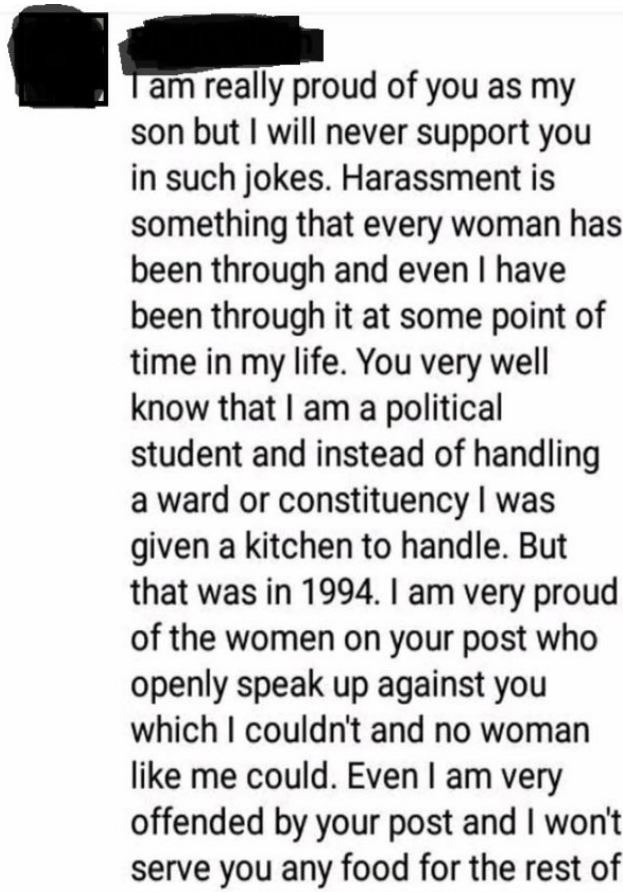 I am really proud of you as my
son but I will never support you
in such jokes. Harassment is
something that every woman has
been through and even I have
been through it at some point of
time in my life. You very well
know that I am a political
student and instead of handling
a ward or constituency I was
given a kitchen to handle. But
that was in 1994. I am very proud
of the women on your post who
openly speak up against you
which I couldn't and no woman
like me could. Even I am very
offended by your post and I won't
serve you any food for the rest of